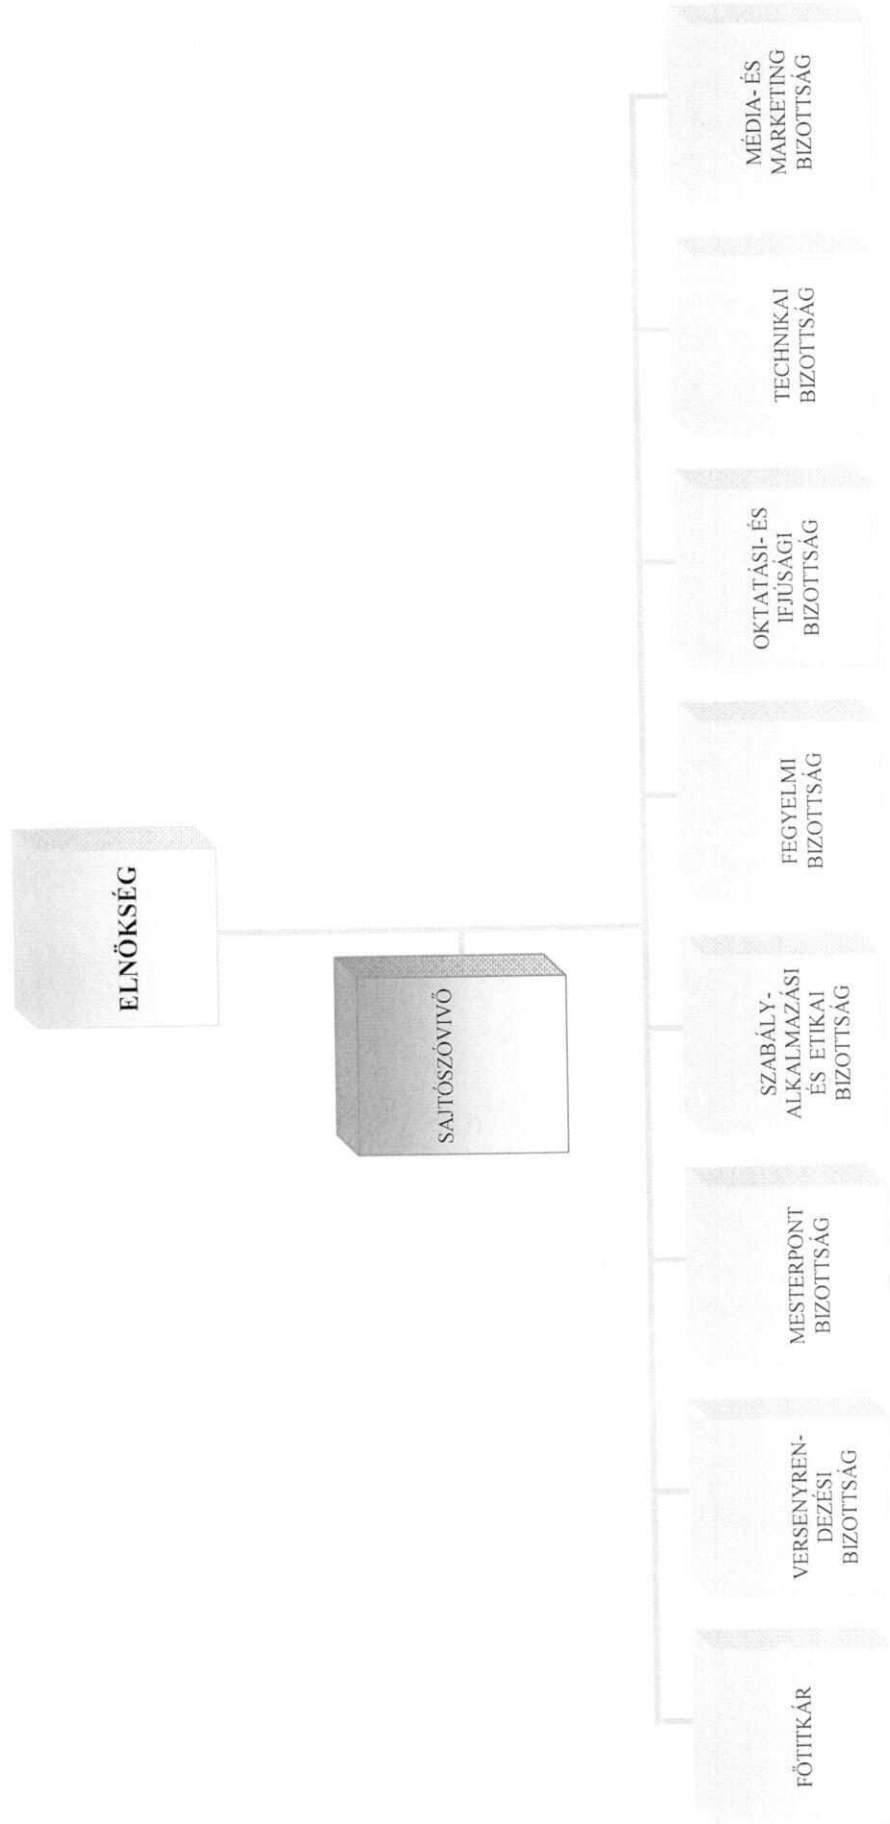 ELNÖKSÉG
SAJTÓSZÓVIVŐ
FŐTITKÁR
VERSENYREN-
DEZÉSI
BIZOTTSÁG
MESTERPONT
BIZOTTSÁG
SZABÁLY-
ALKALMAZÁSI
ÉS ETIKAI
BIZOTTSÁG
FEGYELMI
BIZOTTSÁG
OKTATÁSI- ÉS
IFJÚSÁGI
BIZOTTSÁG
TECHNIKAI
BIZOTTSÁG
MÉDIA- ÉS
MARKETING
BIZOTTSÁG